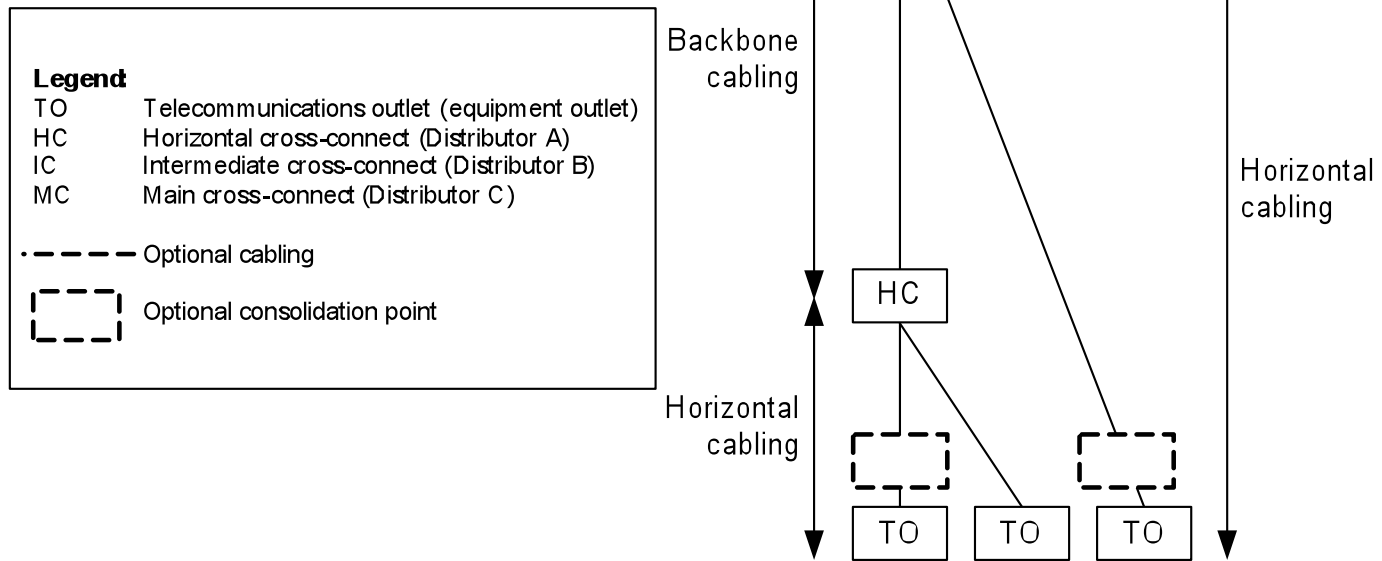 Legend:
TO Telecommunications outlet (equipment outlet)
HC Horizontal cross-connect (Distributor A)
IC Intermediate cross-connect (Distributor B)
MC Main cross-connect (Distributor C)
Optional cabling
Optional consolidation point
Backbone
cabling
Horizontal
cabling
HC
Horizontal
cabling
TO
TO
TO